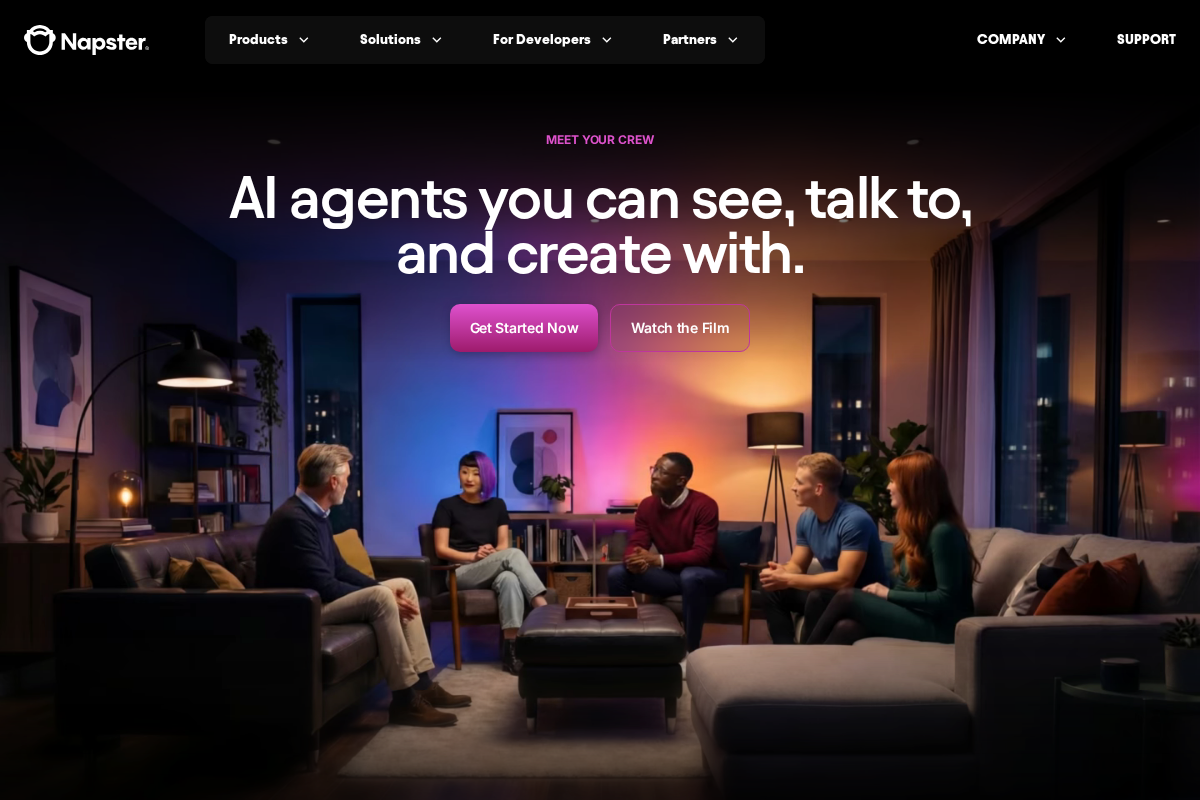 Napster
Products
Solutions
For Developers
Partners
COMPANY
SUPPORT
MEET YOUR CREW
AI agents you can see, talk to,
and create with.
Get Started Now
Watch the Film